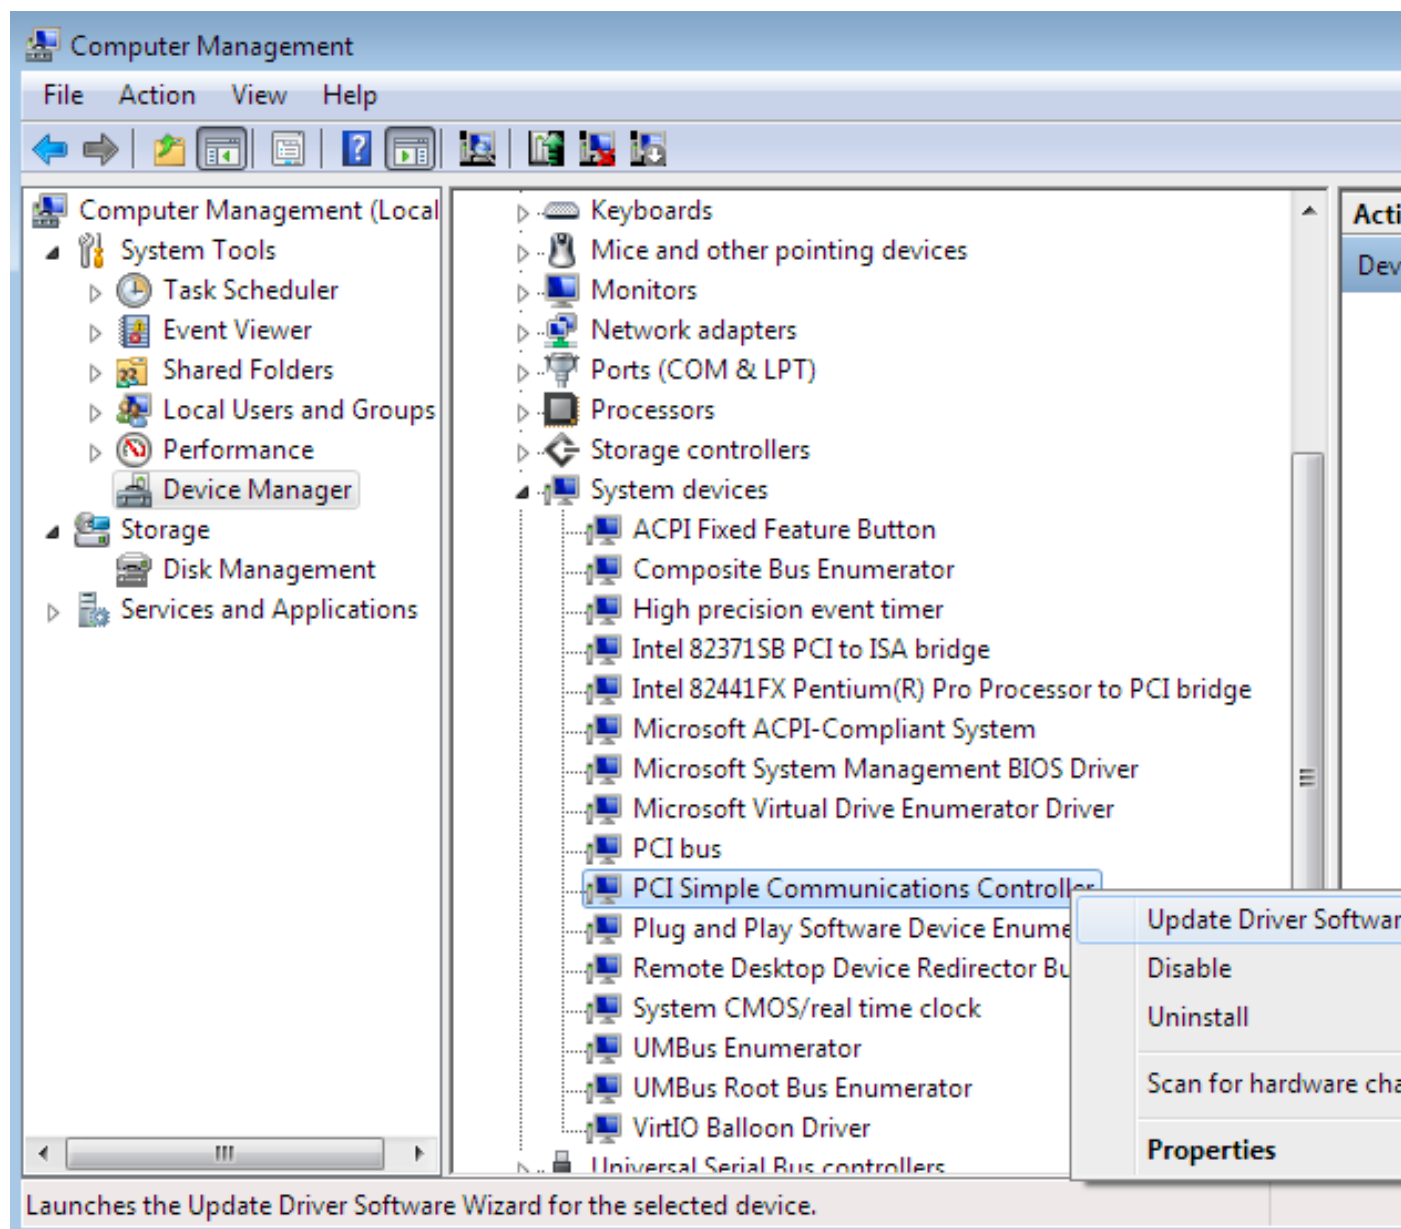 Computer Management
File Action View Help
Computer Management (Local
System Tools
Task Scheduler
Event Viewer
Shared Folders
Local Users and Groups
Performance
Device Manager
Storage
Disk Management
Services and Applications
Keyboards
Mice and other pointing devices
Monitors
Network adapters
Ports (COM & LPT)
Processors
Storage controllers
System devices
ACPI Fixed Feature Button
Composite Bus Enumerator
High precision event timer
Intel 82371SB PCI to ISA bridge
Intel 82441FX Pentium(R) Pro Processor to PCI bridge
Microsoft ACPI-Compliant System
Microsoft System Management BIOS Driver
Microsoft Virtual Drive Enumerator Driver
PCI bus
PCI Simple Communications Controller
Plug and Play Software Device Enume
Remote Desktop Device Redirector Bu
System CMOS/real time clock
UMBus Enumerator
UMBus Root Bus Enumerator
VirtIO Balloon Driver
Universal Serial Bus controllers
Acti
Dev
Update Driver Softwar
Disable
Uninstall
Scan for hardware cha
Properties
Launches the Update Driver Software Wizard for the selected device.